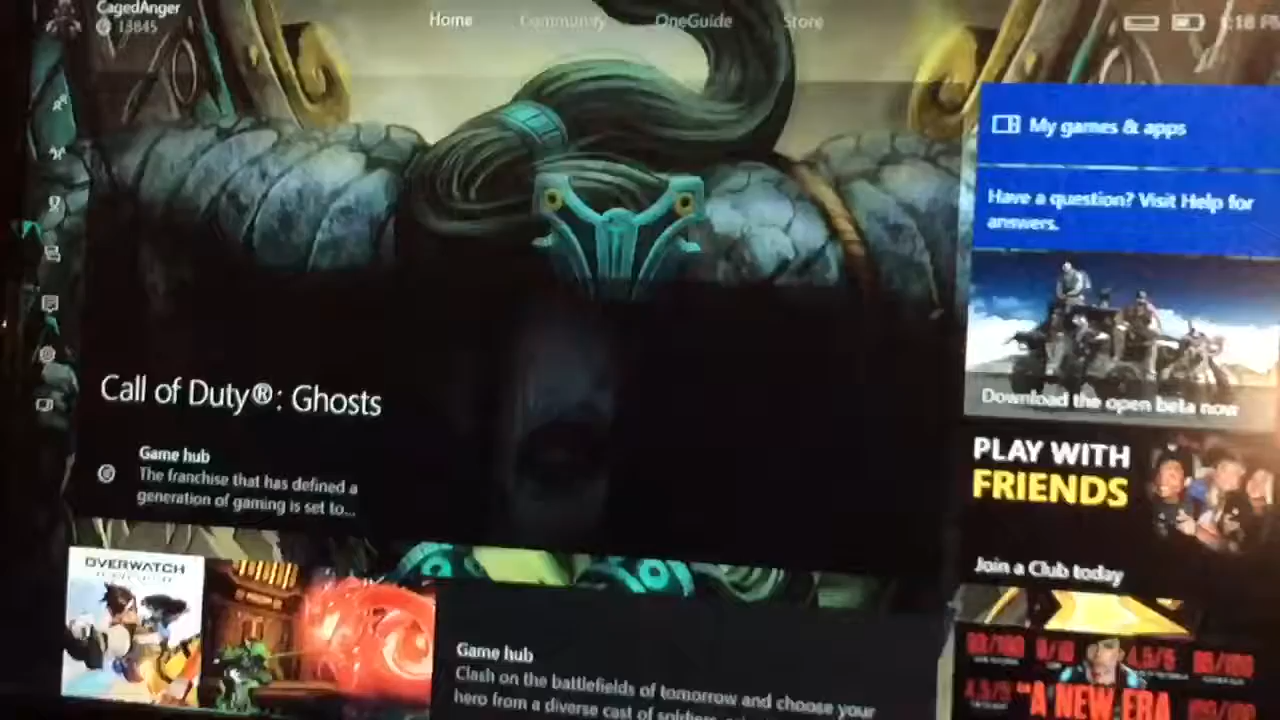 CagedAnger
13845
Home
Community
OneGuide
Store
1:18 PM
My games & apps
Have a question? Visit Help for
answers.
Download the open beta now
PLAY WITH
FRIENDS
Join a Club today
Call of Duty®: Ghosts
Game hub
The franchise that has defined a
generation of gaming is set to...
OVERWATCH
Game hub
Clash on the battlefields of tomorrow and choose your
hero from a diverse cast of soldiers,
"A NEW ERA